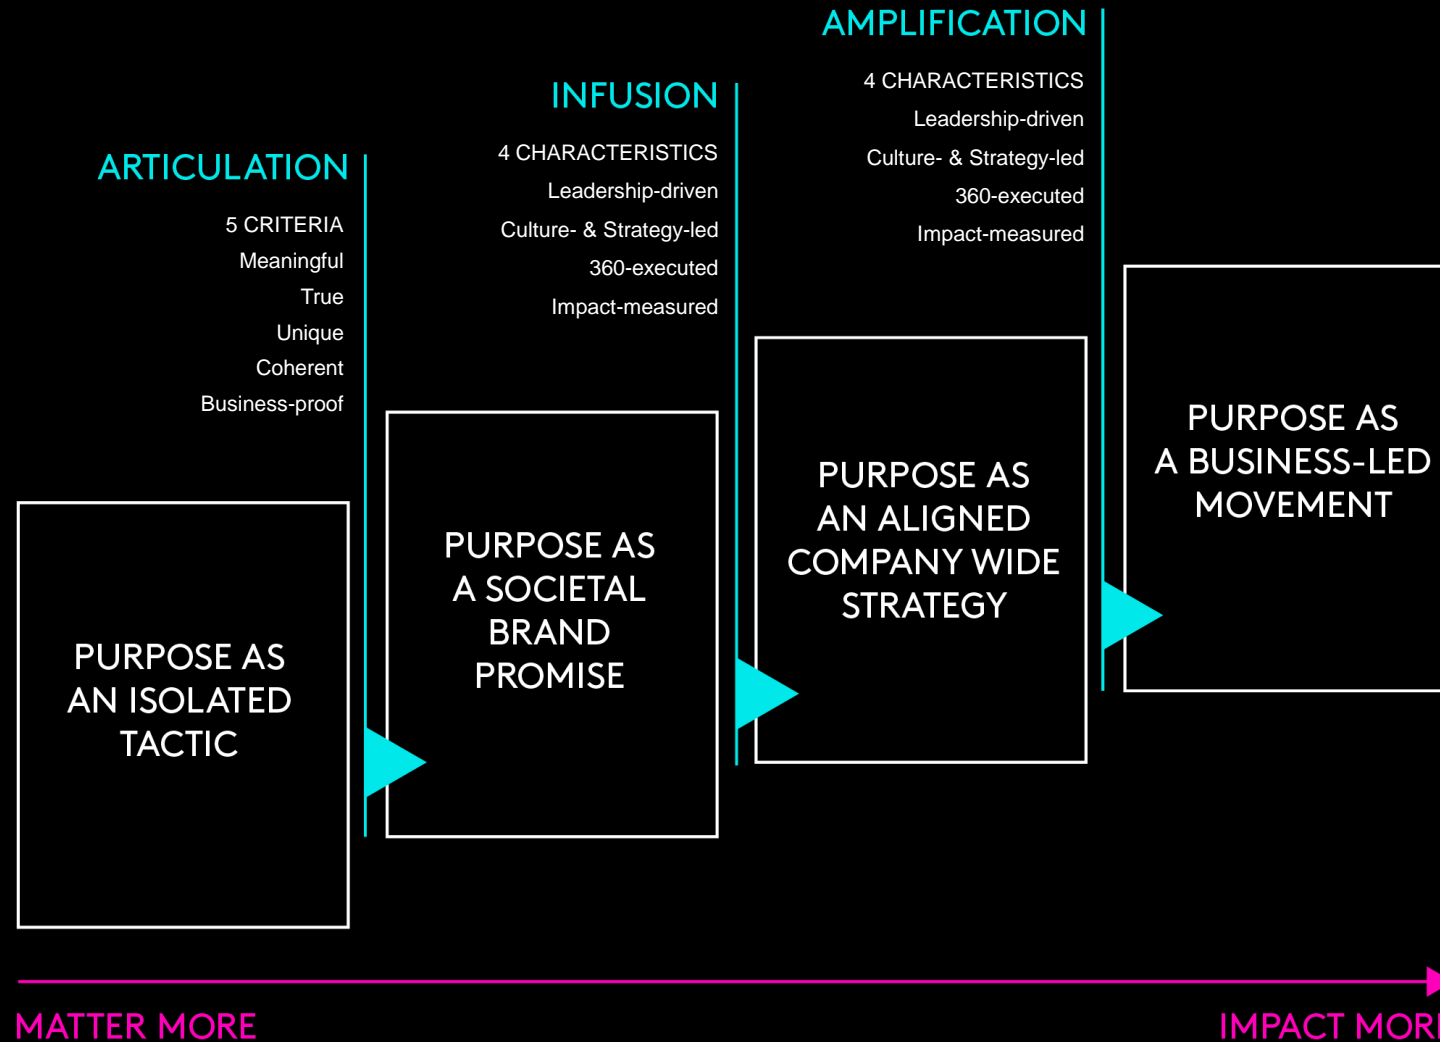 ARTICULATION
5 CRITERIA
Meaningful
True
Unique
Coherent
Business-proof
INFUSION
4 CHARACTERISTICS
Leadership-driven
Culture- & Strategy-led
360-executed
Impact-measured
AMPLIFICATION
4 CHARACTERISTICS
Leadership-driven
Culture- & Strategy-led
360-executed
Impact-measured
PURPOSE AS
AN ISOLATED
TACTIC
PURPOSE AS
A SOCIETAL
BRAND
PROMISE
PURPOSE AS
AN ALIGNED
COMPANY WIDE
STRATEGY
PURPOSE AS
A BUSINESS-LED
MOVEMENT
MATTER MORE
IMPACT MORE